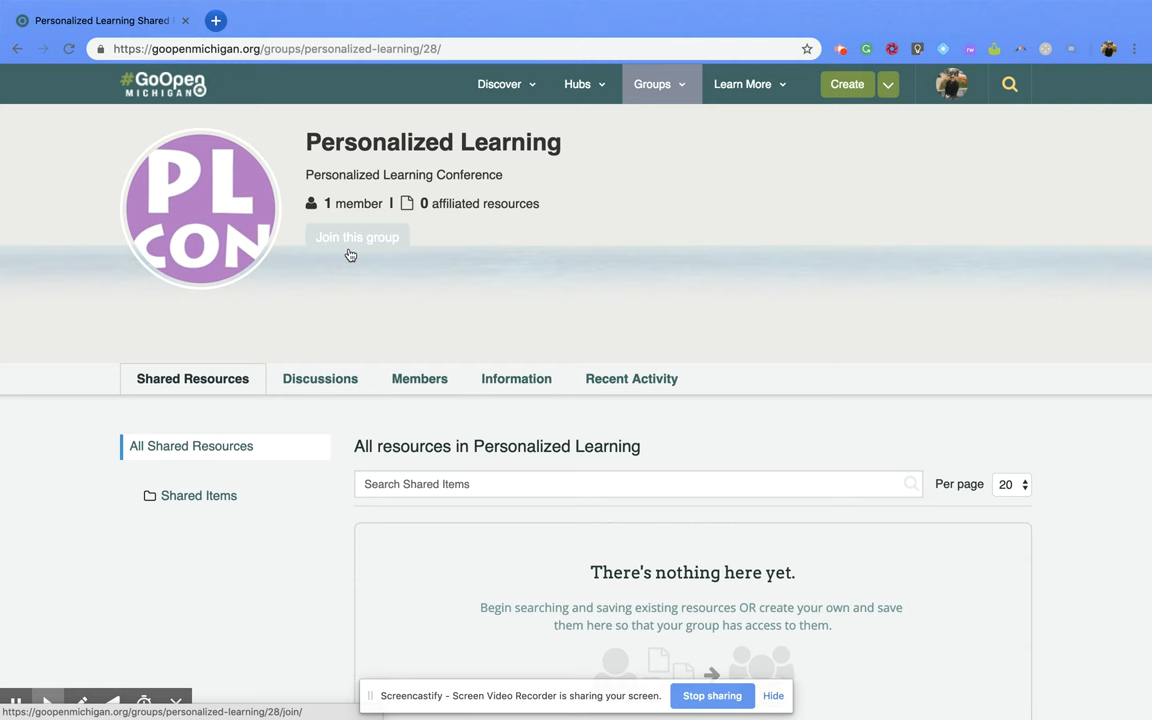 Personalized Learning Shared
https://goopenmichigan.org/groups/personalized-learning/28/
#GoOpen
MICHIGAN
Discover
Hubs
Groups
Learn More
Create
PL
CON
Personalized Learning
Personalized Learning Conference
1 member | 0 affiliated resources
Join this group
Shared Resources
Discussions
Members
Information
Recent Activity
All Shared Resources
Shared Items
All resources in Personalized Learning
Search Shared Items
Per page 20
There's nothing here yet.
Begin searching and saving existing resources OR create your own and save
them here so that your group has access to them.
Screencastify - Screen Video Recorder is sharing your screen.
Stop sharing
Hide
https://goopenmichigan.org/groups/personalized-learning/28/join/